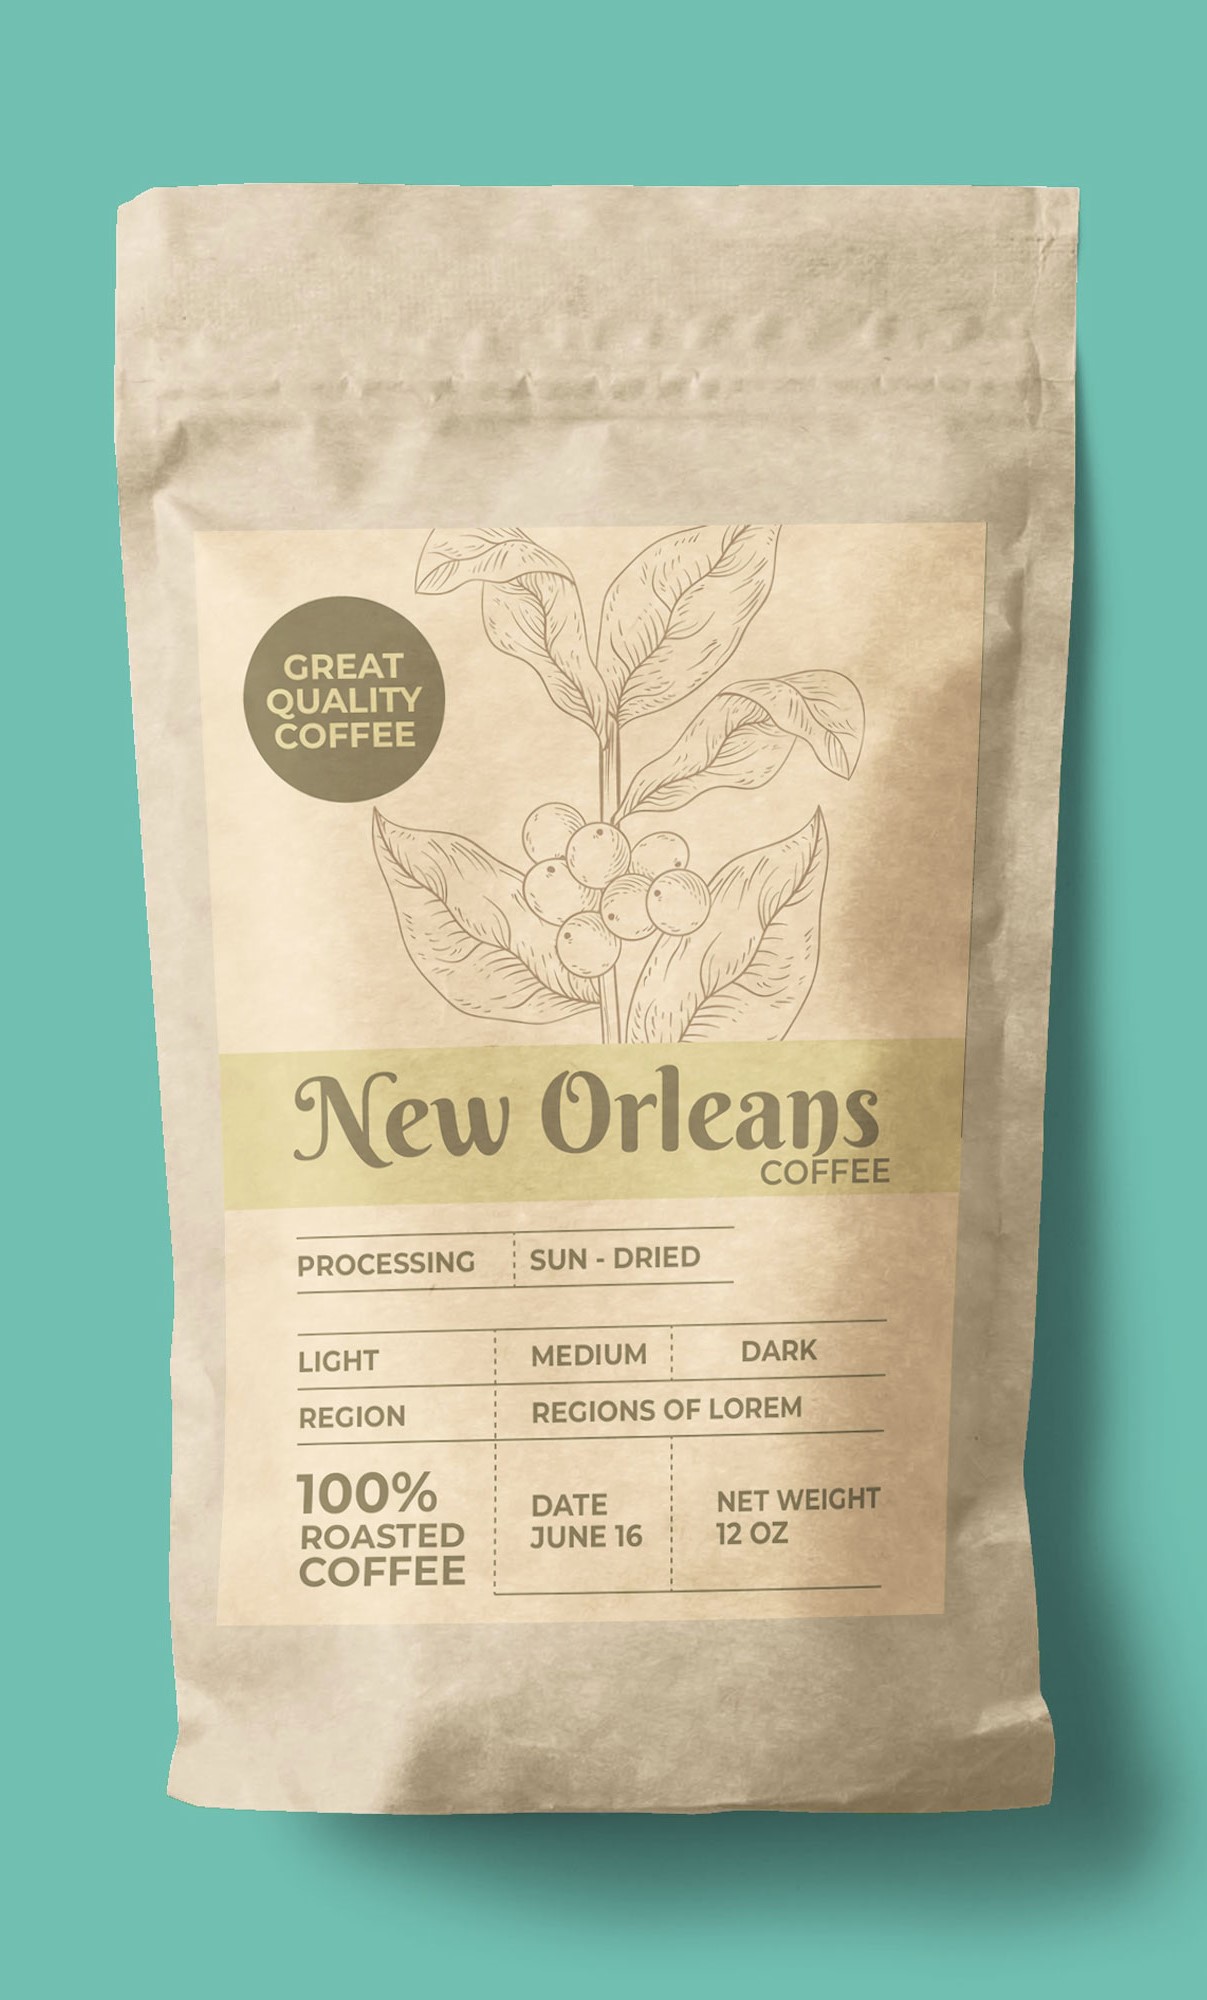 GREAT
QUALITY
COFFEE
New Orleans
COFFEE
PROCESSING SUN - DRIED
LIGHT MEDIUM DARK
REGION REGIONS OF LOREM
100%
ROASTED
COFFEE
DATE
JUNE 16
NET WEIGHT
12 OZ